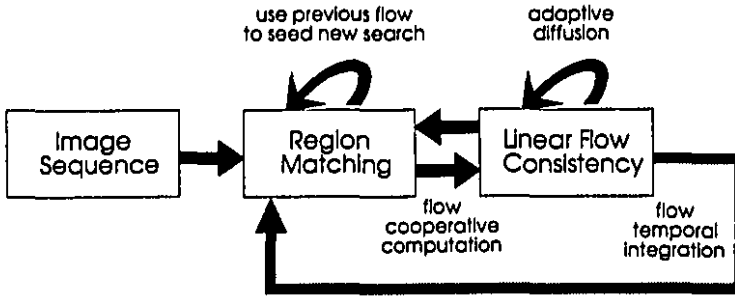 use previous flow
to seed new search
adaptive
diffusion
Image
Sequence
Region
Matching
Linear Flow
Consistency
flow
cooperative
computation
flow
temporal
integration